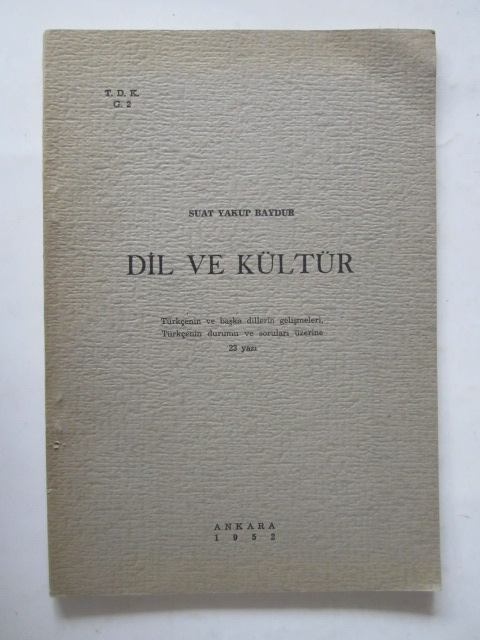 T. D. K.
G. 2
SUAT YAKUP BAYDUR
DİL VE KÜLTÜR
Türkçenin ve başka dillerin gelişmeleri,
Türkçenin durumu ve soruları üzerine
23 yazı
ANKARA
1952